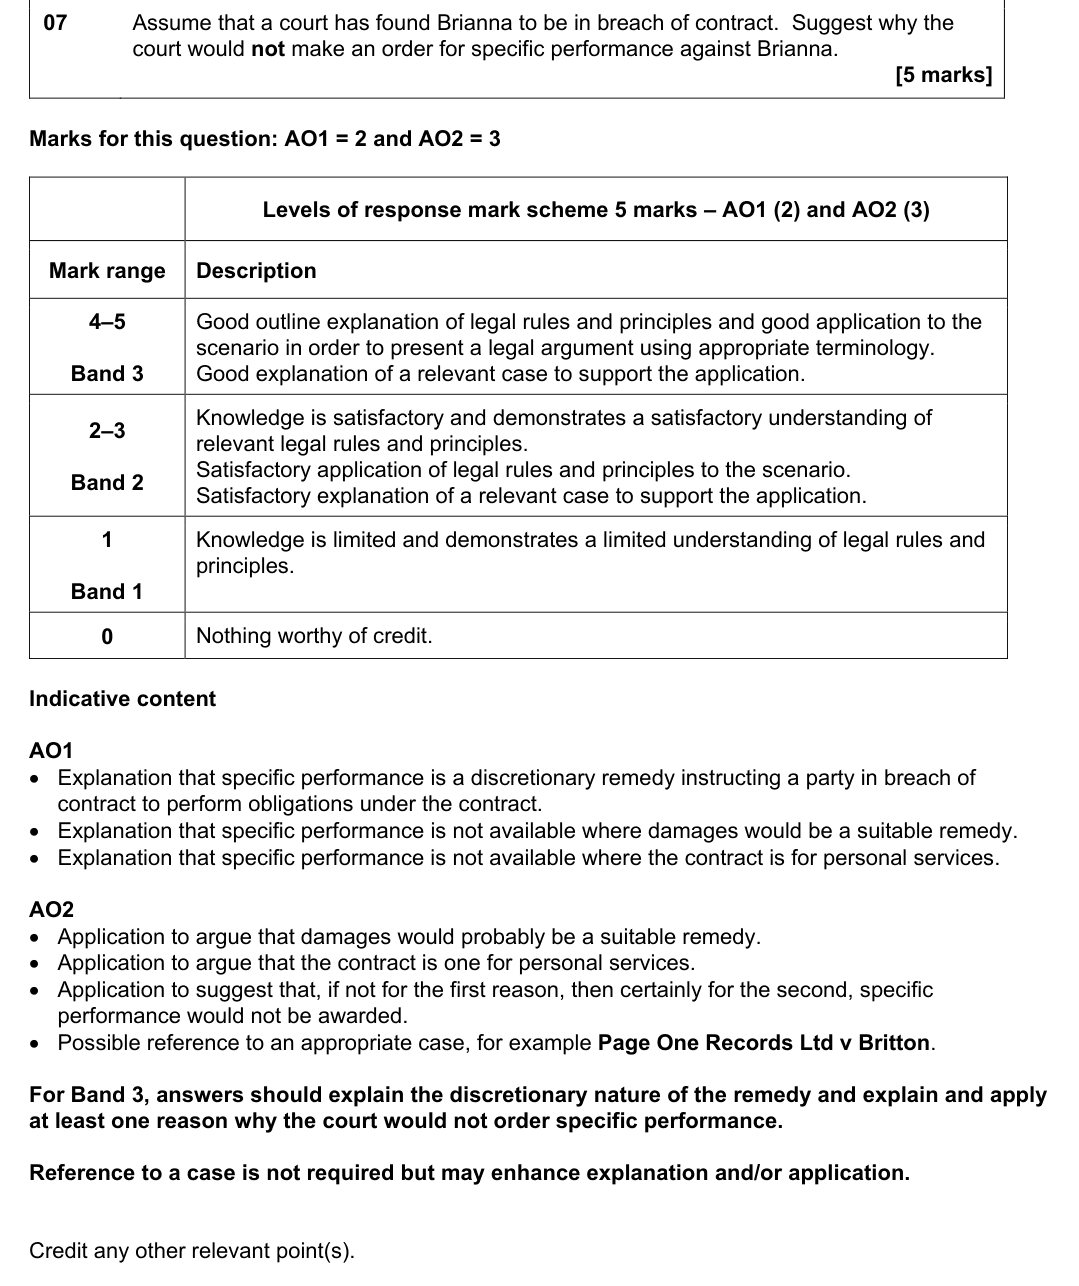 07 Assume that a court has found Brianna to be in breach of contract. Suggest why the
court would not make an order for specific performance against Brianna.
[5 marks]
Marks for this question: AO1 = 2 and AO2 = 3
Levels of response mark scheme 5 marks – AO1 (2) and AO2 (3)
Mark range Description
4–5
Band 3
Good outline explanation of legal rules and principles and good application to the
scenario in order to present a legal argument using appropriate terminology.
Good explanation of a relevant case to support the application.
2–3
Band 2
Knowledge is satisfactory and demonstrates a satisfactory understanding of
relevant legal rules and principles.
Satisfactory application of legal rules and principles to the scenario.
Satisfactory explanation of a relevant case to support the application.
1
Band 1
Knowledge is limited and demonstrates a limited understanding of legal rules and
principles.
0 Nothing worthy of credit.
Indicative content
AO1
• Explanation that specific performance is a discretionary remedy instructing a party in breach of
contract to perform obligations under the contract.
• Explanation that specific performance is not available where damages would be a suitable remedy.
• Explanation that specific performance is not available where the contract is for personal services.
AO2
• Application to argue that damages would probably be a suitable remedy.
• Application to argue that the contract is one for personal services.
• Application to suggest that, if not for the first reason, then certainly for the second, specific
performance would not be awarded.
• Possible reference to an appropriate case, for example Page One Records Ltd v Britton.
For Band 3, answers should explain the discretionary nature of the remedy and explain and apply
at least one reason why the court would not order specific performance.
Reference to a case is not required but may enhance explanation and/or application.
Credit any other relevant point(s).